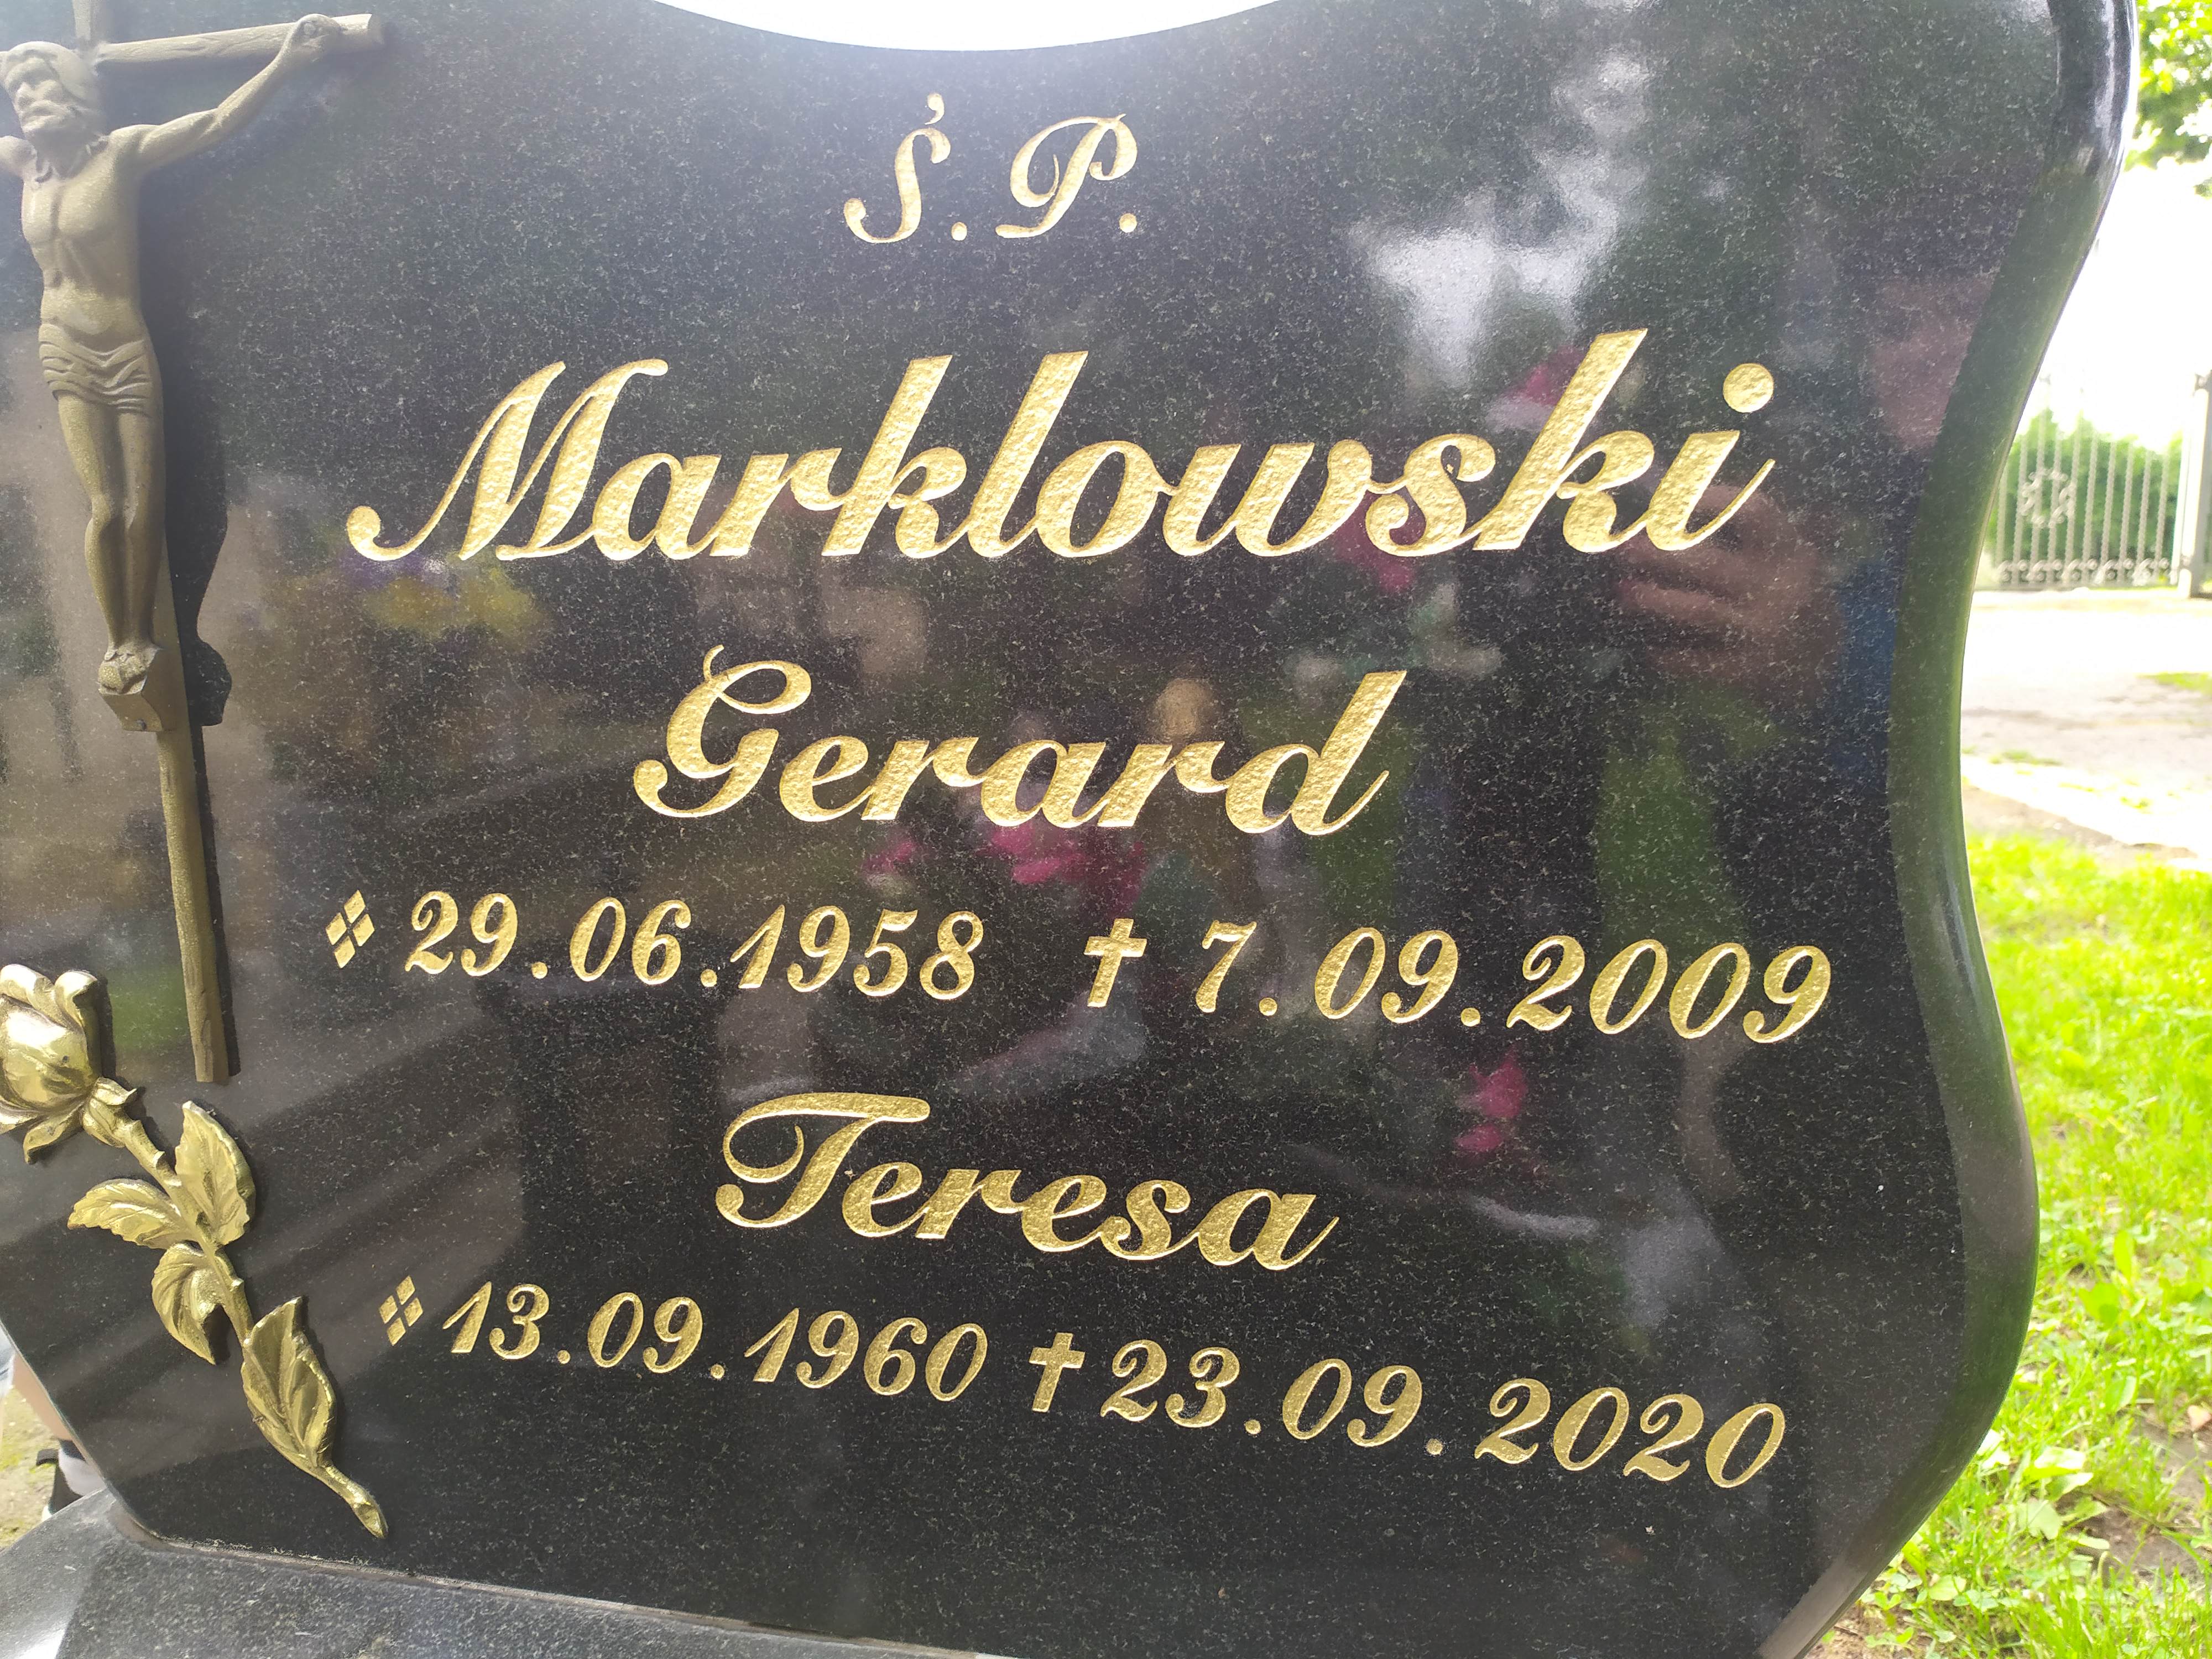 Ś. P.
Marklowski
Gerard
❖ 29.06.1958 ✝ 7.09.2009
Teresa
❖ 13.09.1960 ✝ 23.09.2020